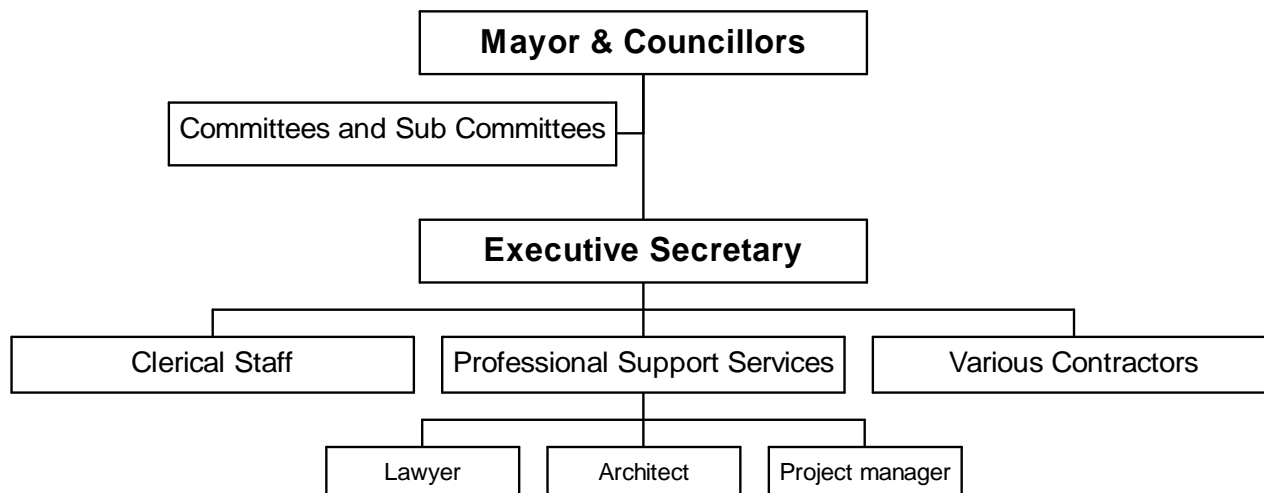 Mayor & Councillors
Committees and Sub Committees
Executive Secretary
Clerical Staff
Professional Support Services
Various Contractors
Lawyer
Architect
Project manager